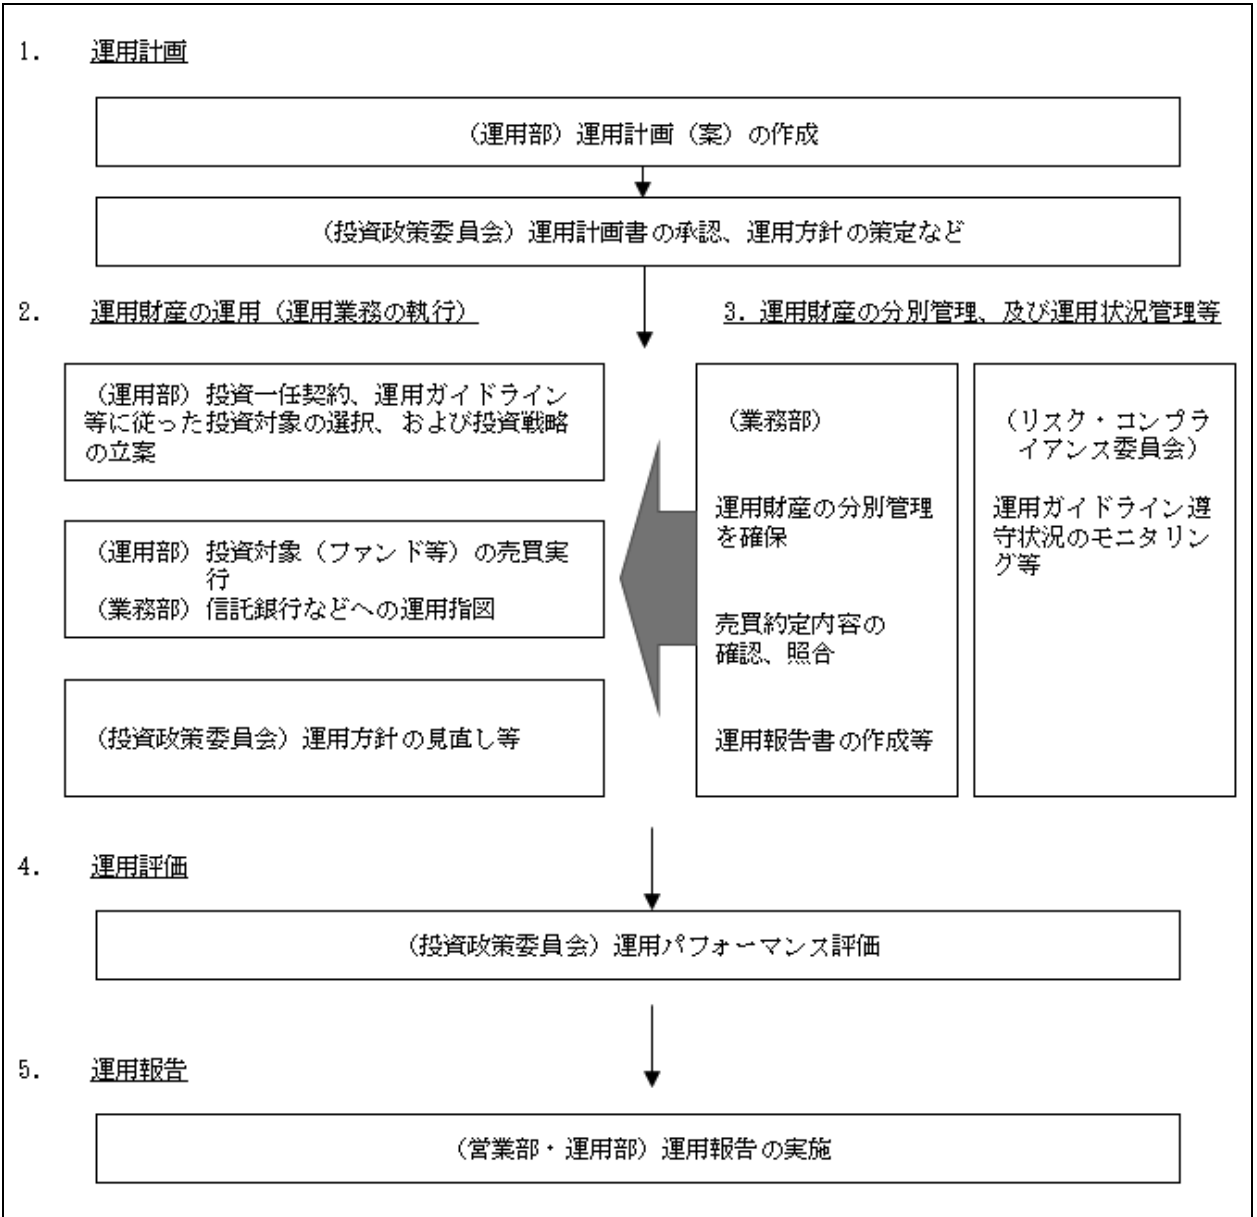 1. 運用計画
（運用部）運用計画（案）の作成
（投資政策委員会）運用計画書の承認、運用方針の策定など
2. 運用財産の運用（運用業務の執行）
（運用部）投資一任契約、運用ガイドライン
等に従った投資対象の選択、および投資戦略
の立案
（運用部）投資対象（ファンド等）の売買実
行
（業務部）信託銀行などへの運用指図
（投資政策委員会）運用方針の見直し等
3. 運用財産の分別管理、及び運用状況管理等
（業務部）
運用財産の分別管理
を確保
売買約定内容の
確認、照合
運用報告書の作成等
（リスク・コンプラ
イアンス委員会）
運用ガイドライン遵
守状況のモニタリン
グ等
4. 運用評価
（投資政策委員会）運用パフォーマンス評価
5. 運用報告
（営業部・運用部）運用報告の実施